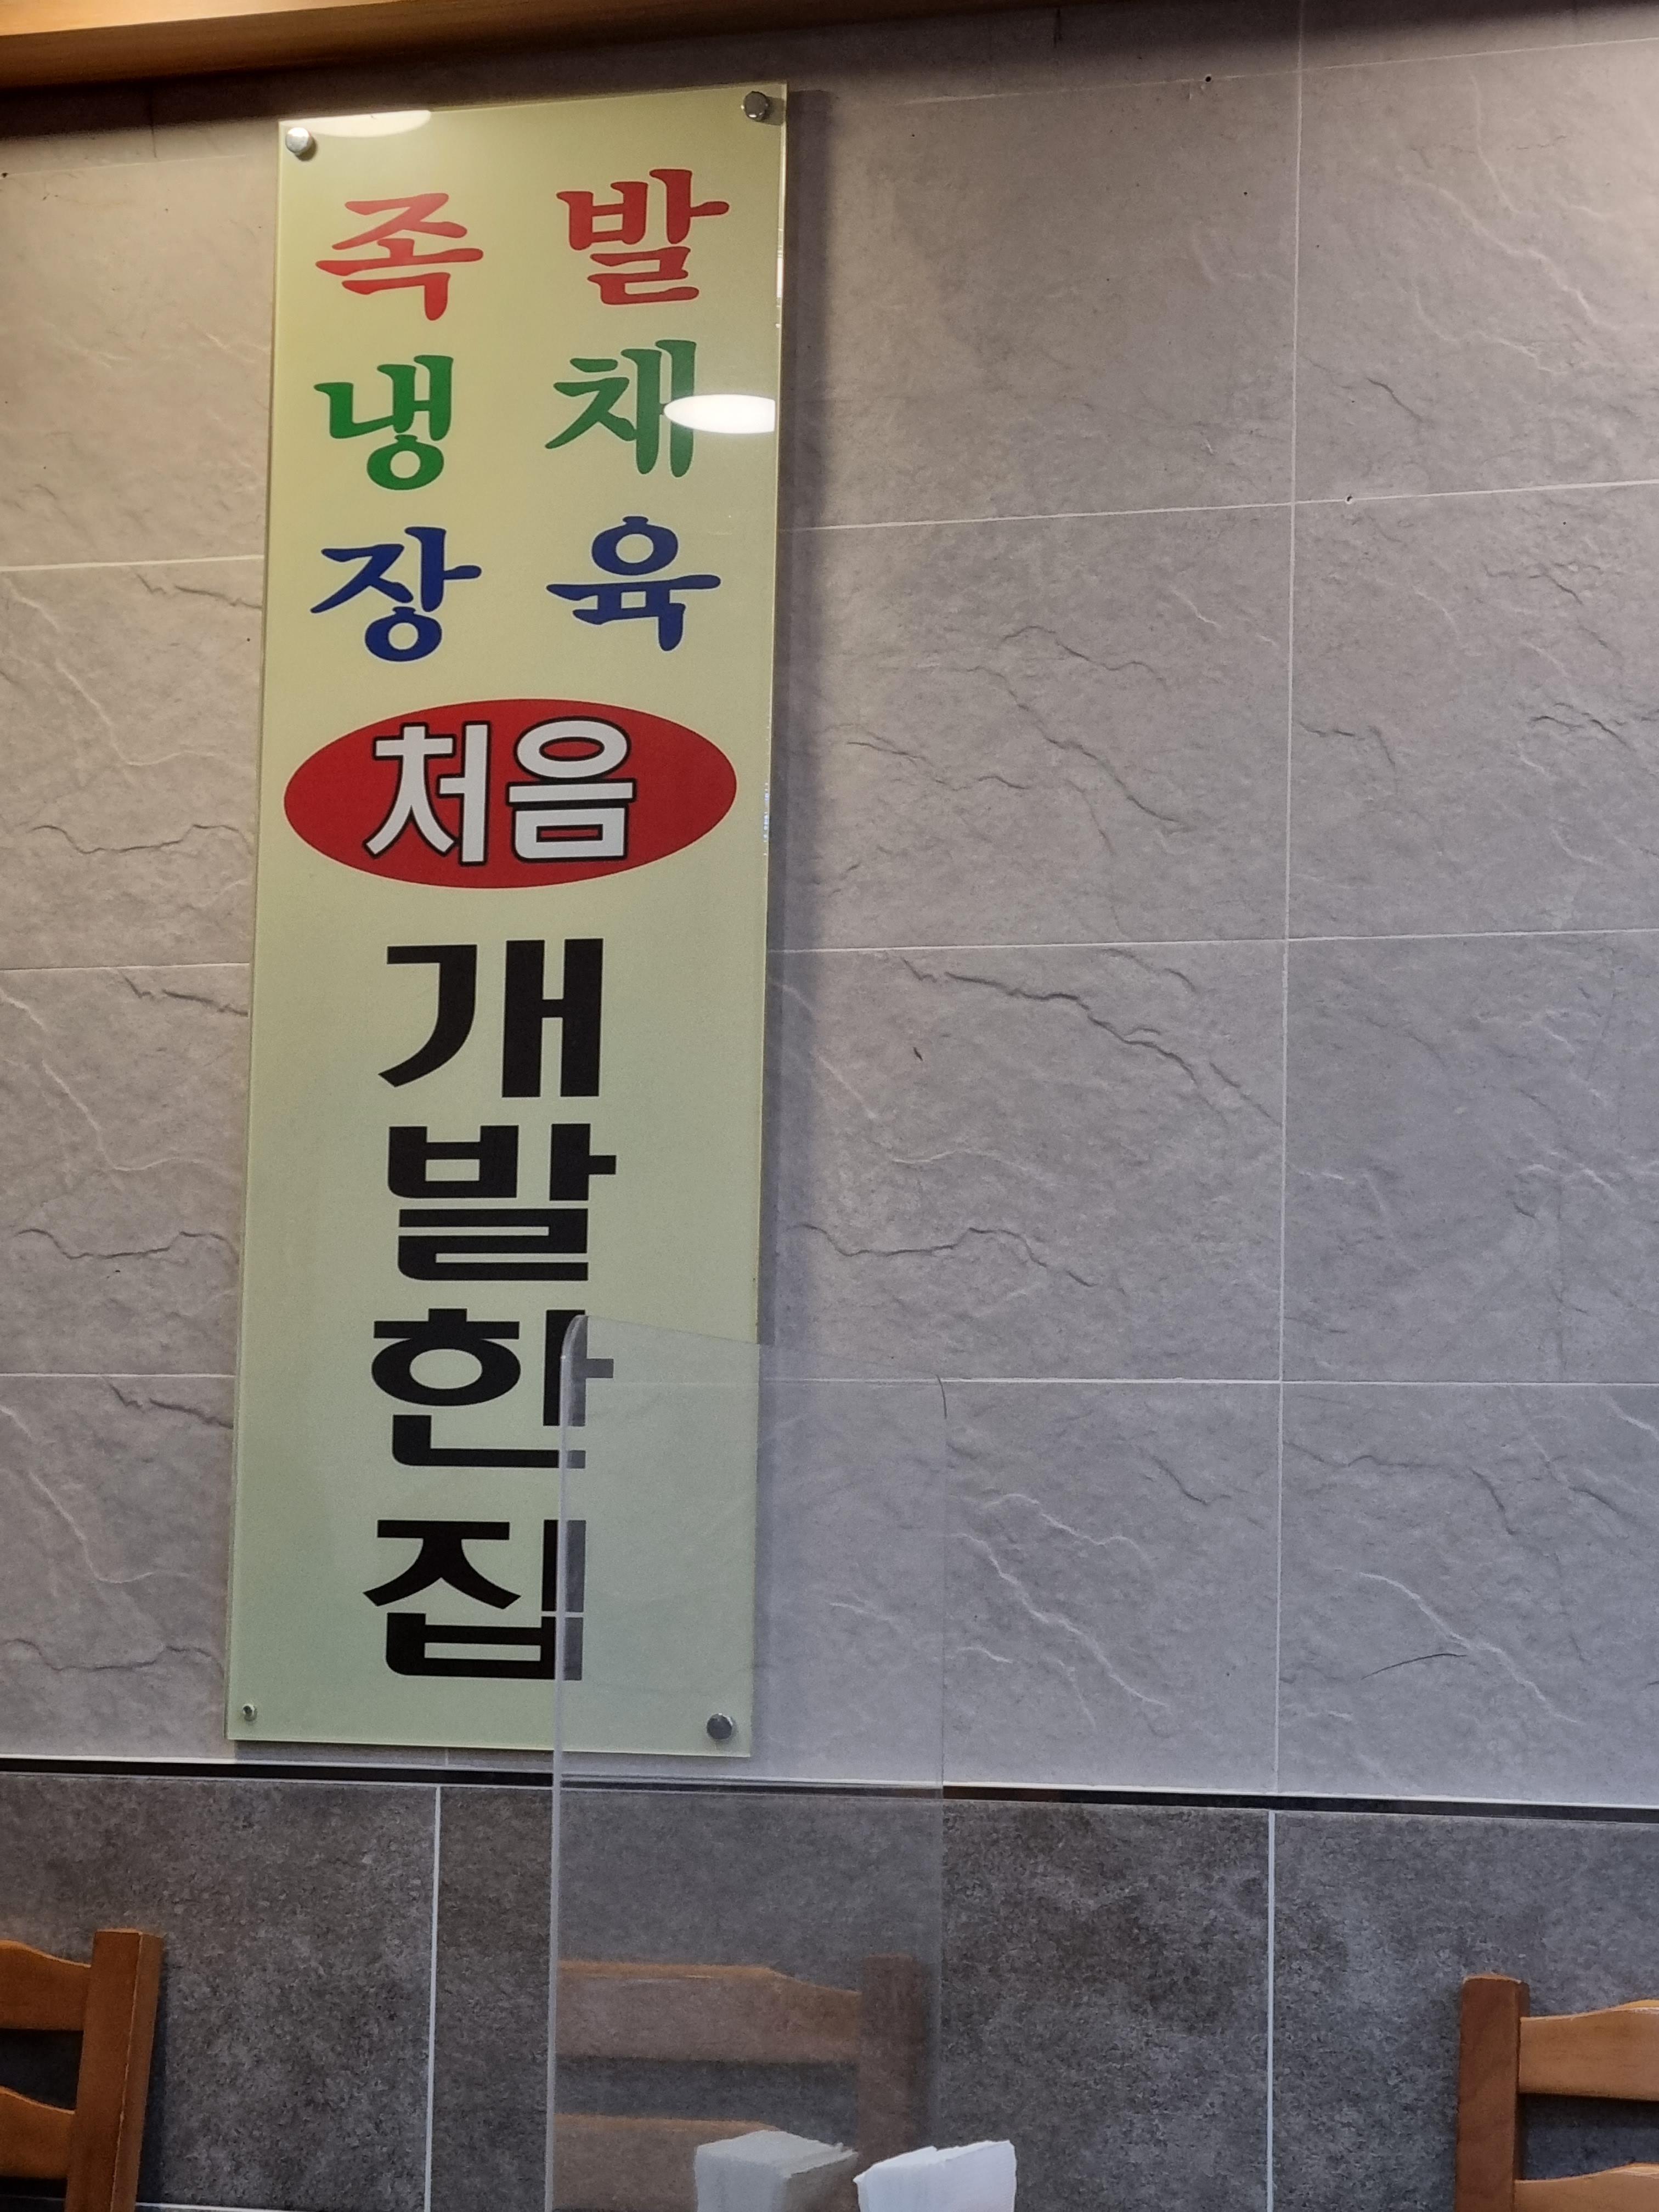 족 발
냉 채
장 육
처음
개
발
한
집